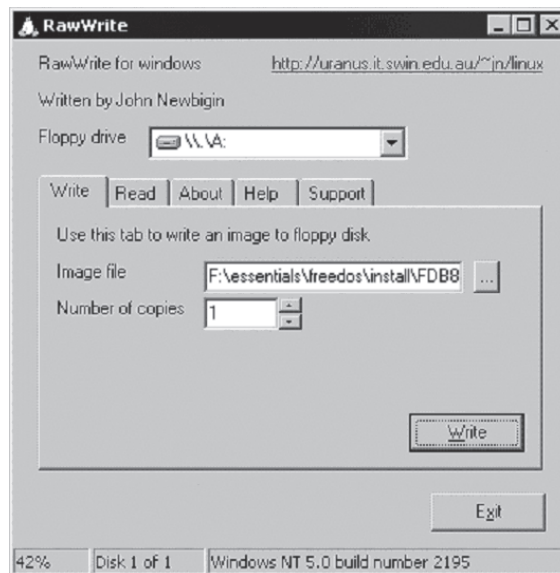 RawWrite
RawWrite for windows http://uranus.it.swin.edu.au/~jn/linux
Written by John Newbigin
Floppy drive \\.\A:
Write Read About Help Support
Use this tab to write an image to floppy disk
Image file F:\essentials\freedos\install\FDB8 ...
Number of copies 1
Write
Exit
42% Disk 1 of 1 Windows NT 5.0 build number 2195